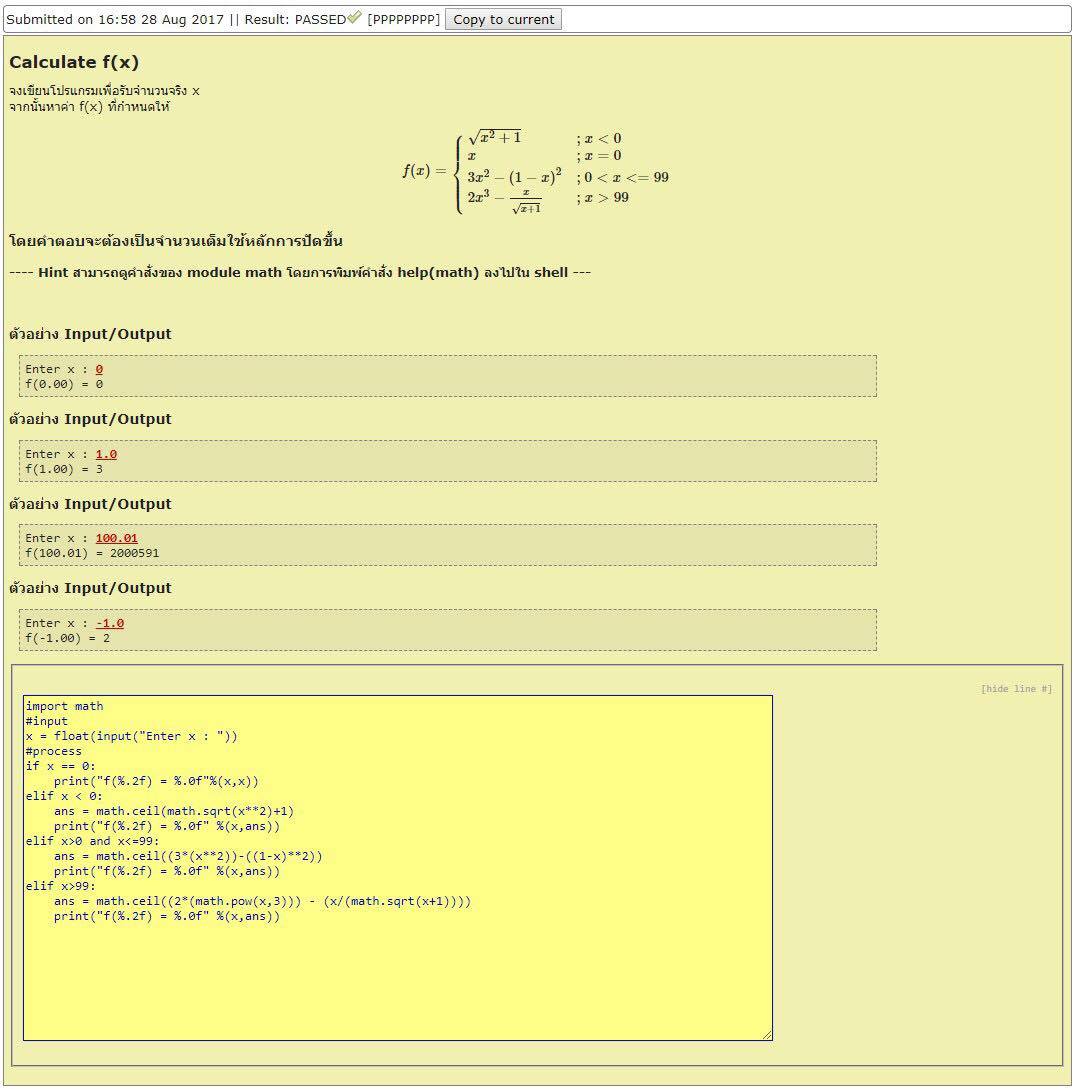 Submitted on 16:58 28 Aug 2017 || Result: PASSED [PPPPPPPP] Copy to current
Calculate f(x)
จงเขียนโปรแกรมเพื่อรับจำนวนจริง x
จากนั้นหาค่า f(x) ที่กำหนดให้
f(x) = { √(x² + 1) ; x < 0
x ; x = 0
3x² − (1 − x)² ; 0 < x <= 99
2x³ − x/√(x+1) ; x > 99
โดยคำตอบจะต้องเป็นจำนวนเต็มใช้หลักการปัดขึ้น
---- Hint สามารถดูคำสั่งของ module math โดยการพิมพ์คำสั่ง help(math) ลงไปใน shell ---
ตัวอย่าง Input/Output
Enter x : 0
f(0.00) = 0
ตัวอย่าง Input/Output
Enter x : 1.0
f(1.00) = 3
ตัวอย่าง Input/Output
Enter x : 100.01
f(100.01) = 2000591
ตัวอย่าง Input/Output
Enter x : -1.0
f(-1.00) = 2
[hide line #]
import math
#input
x = float(input("Enter x : "))
#process
if x == 0:
    print("f(%.2f) = %.0f"%(x,x))
elif x < 0:
    ans = math.ceil(math.sqrt(x**2)+1)
    print("f(%.2f) = %.0f" %(x,ans))
elif x>0 and x<=99:
    ans = math.ceil((3*(x**2))-((1-x)**2))
    print("f(%.2f) = %.0f" %(x,ans))
elif x>99:
    ans = math.ceil((2*(math.pow(x,3))) - (x/(math.sqrt(x+1))))
    print("f(%.2f) = %.0f" %(x,ans))